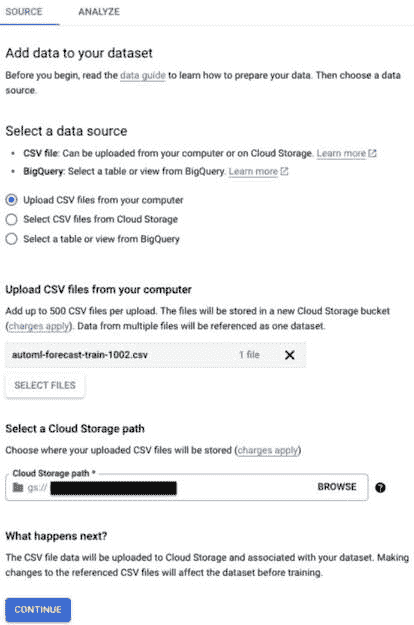 SOURCE ANALYZE
Add data to your dataset
Before you begin, read the data guide to learn how to prepare your data. Then choose a data
source.
Select a data source
• CSV file: Can be uploaded from your computer or on Cloud Storage. Learn more
• BigQuery: Select a table or view from BigQuery. Learn more
Upload CSV files from your computer
Select CSV files from Cloud Storage
Select a table or view from BigQuery
Upload CSV files from your computer
Add up to 500 CSV files per upload. The files will be stored in a new Cloud Storage bucket
(charges apply). Data from multiple files will be referenced as one dataset.
automl-forecast-train-1002.csv 1 file
SELECT FILES
Select a Cloud Storage path
Choose where your uploaded CSV files will be stored (charges apply)
Cloud Storage path *
gs:// BROWSE
What happens next?
The CSV file data will be uploaded to Cloud Storage and associated with your dataset. Making
changes to the referenced CSV files will affect the dataset before training.
CONTINUE